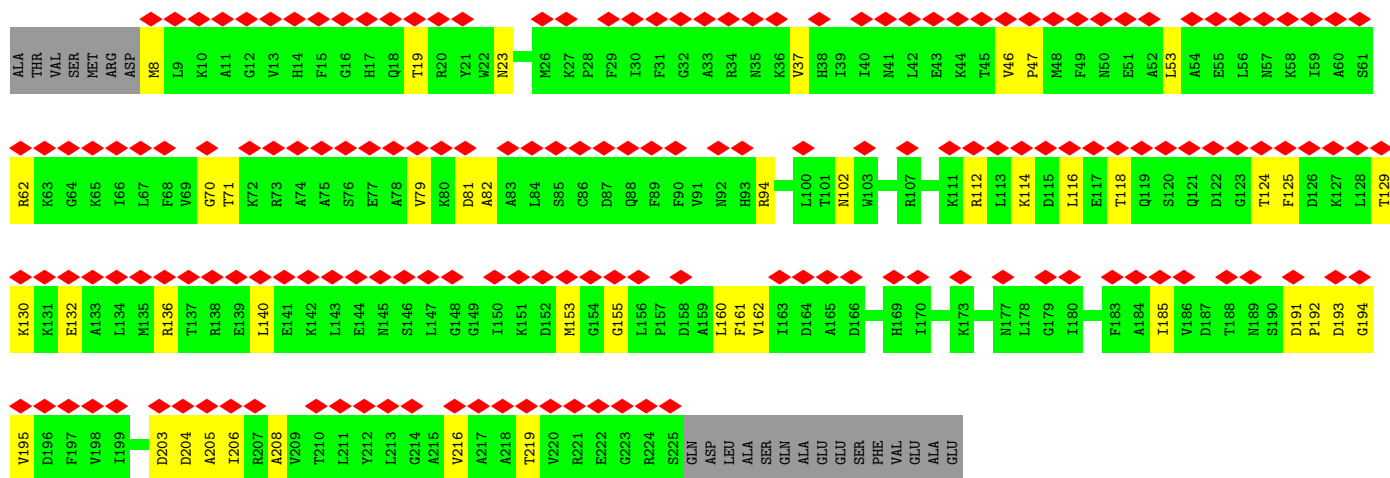 ALA THR VAL SER MET ARG ASP M8 L9 K10 A11 G12 V13 H14 F15 G16 H17 Q18 T19 R20 Y21 W22 N23 M26 K27 P28 F29 I30 F31 G32 A33 R34 N35 K36 V37 H38 I39 I40 N41 L42 E43 K44 T45 V46 P47 M48 F49 N50 E51 A52 L53 A54 E55 L56 N57 K58 I59 A60 S61
R62 K63 G64 K65 I66 L67 F68 V69 G70 T71 K72 R73 A74 A75 S76 E77 A78 V79 K80 D81 A82 A83 L84 S85 C86 D87 Q88 F89 F90 V91 N92 H93 R94 L100 T101 N102 W103 R107 K111 R112 L113 K114 D115 L116 E117 T118 Q119 S120 Q121 D122 G123 T124 F125 D126 K127 L128 T129
K130 K131 E132 A133 L134 M135 R136 T137 R138 E139 L140 E141 K142 L143 E144 N145 S146 L147 G148 G149 I150 K151 D152 M153 G154 G155 L156 P157 D158 A159 L160 F161 V162 I163 D164 A165 D166 H169 I170 K173 N177 L178 G179 I180 F183 A184 I185 V186 D187 T188 N189 S190 D191 P192 D193 G194
V195 D196 F197 V198 I199 D203 D204 A205 I206 R207 A208 V209 T210 L211 Y212 L213 G214 A215 V216 A217 A218 T219 V220 R221 E222 G223 R224 S225 GLN ASP LEU ALA SER GLN ALA GLU GLU SER PHE VAL GLU ALA GLU